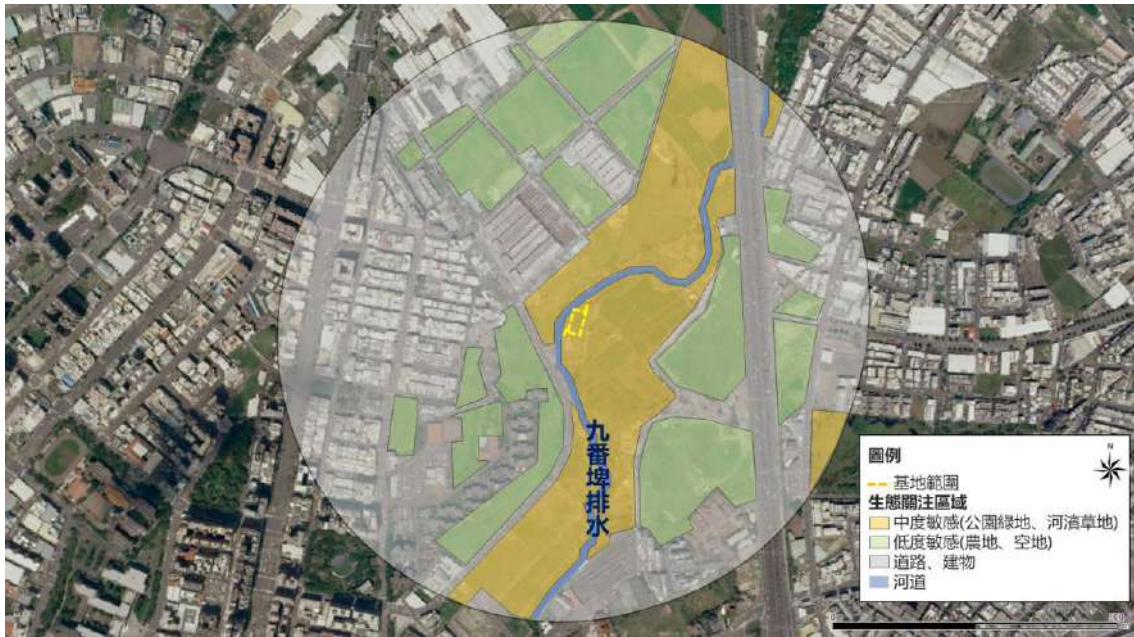 九番埤排水
圖例
N
基地範圍
生態關注區域
中度敏感(公園綠地、河濱草地)
低度敏感(農地、空地)
道路、建物
河道
0